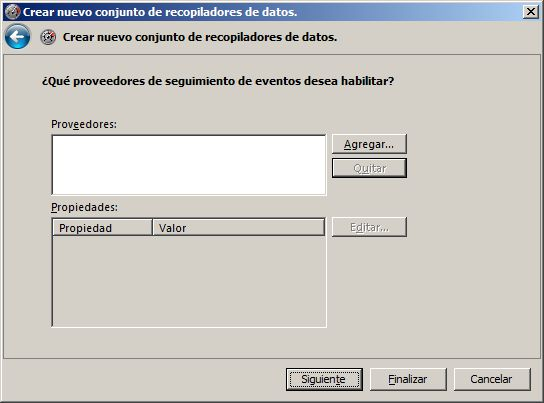 Crear nuevo conjunto de recopiladores de datos.
Crear nuevo conjunto de recopiladores de datos.
¿Qué proveedores de seguimiento de eventos desea habilitar?
Proveedores:
Agregar...
Quitar
Propiedades:
Propiedad Valor
Editar...
Siguiente Finalizar Cancelar